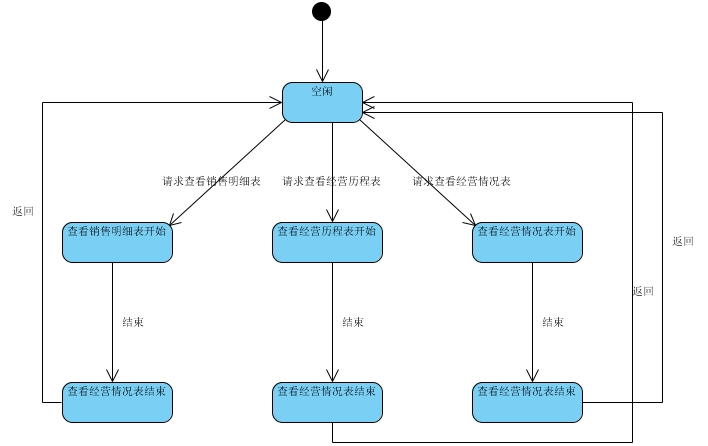 空闲
请求查看销售明细表
请求查看经营历程表
请求查看经营情况表
返回
查看销售明细表开始
查看经营历程表开始
查看经营情况表开始
返回
返回
结束
结束
结束
查看经营情况表结束
查看经营情况表结束
查看经营情况表结束